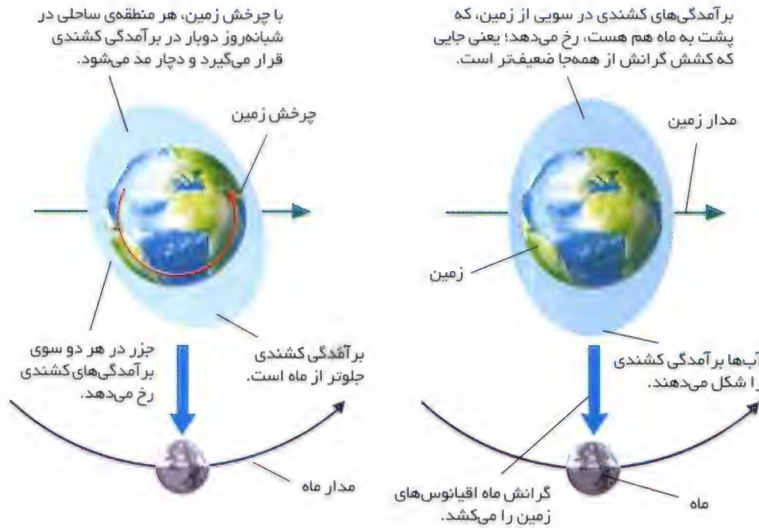 برآمدگی‌های کشندی در سویی از زمین، که
پشت به ماه هم هست، رخ می‌دهد؛ یعنی جایی
که کشش گرانش از همه‌جا ضعیف‌تر است.
مدار زمین
زمین
آب‌ها برآمدگی کشندی
را شکل می‌دهند.
گرانش ماه اقیانوس‌های
زمین را می‌کشد.
ماه
با چرخش زمین، هر منطقه‌ی ساحلی در
شبانه‌روز دوبار در برآمدگی کشندی
قرار می‌گیرد و دچار مد می‌شود.
چرخش زمین
برآمدگی کشندی
جلوتر از ماه است.
جزر در هر دو سوی
برآمدگی‌های کشندی
رخ می‌دهد.
مدار ماه